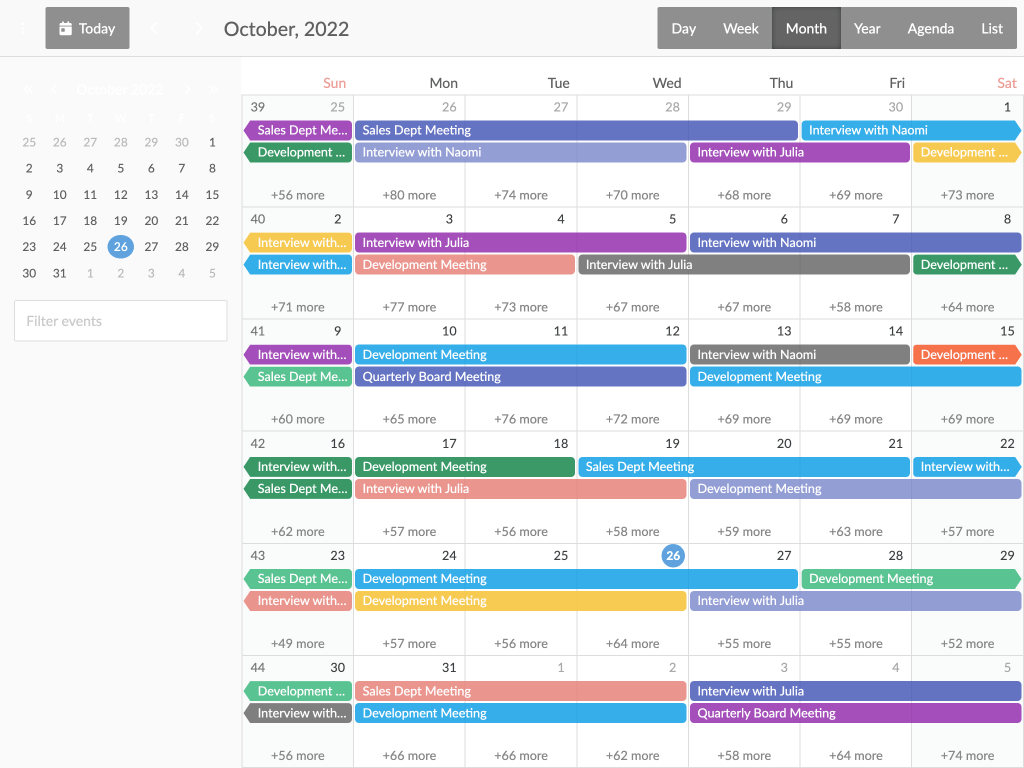 Today
October, 2022
Day Week Month Year Agenda List
October 2022
S M T W T F S
25 26 27 28 29 30 1
2 3 4 5 6 7 8
9 10 11 12 13 14 15
16 17 18 19 20 21 22
23 24 25 26 27 28 29
30 31 1 2 3 4 5
Filter events
Sun Mon Tue Wed Thu Fri Sat
39 25 26 27 28 29 30 1
Sales Dept Me... Sales Dept Meeting Interview with Naomi
Development ... Interview with Naomi Interview with Julia Development ...
+56 more +80 more +74 more +70 more +68 more +69 more +73 more
40 2 3 4 5 6 7 8
Interview with... Interview with Julia Interview with Naomi
Interview with... Development Meeting Interview with Julia Development ...
+71 more +77 more +73 more +67 more +67 more +58 more +64 more
41 9 10 11 12 13 14 15
Interview with... Development Meeting Interview with Naomi Development ...
Sales Dept Me... Quarterly Board Meeting Development Meeting
+60 more +65 more +76 more +72 more +69 more +69 more +69 more
42 16 17 18 19 20 21 22
Interview with... Development Meeting Sales Dept Meeting Interview with...
Sales Dept Me... Interview with Julia Development Meeting
+62 more +57 more +56 more +58 more +59 more +63 more +57 more
43 23 24 25 26 27 28 29
Sales Dept Me... Development Meeting Development Meeting
Interview with... Development Meeting Interview with Julia
+49 more +57 more +56 more +64 more +55 more +55 more +52 more
44 30 31 1 2 3 4 5
Development ... Sales Dept Meeting Interview with Julia
Interview with... Development Meeting Quarterly Board Meeting
+56 more +66 more +66 more +62 more +58 more +64 more +74 more